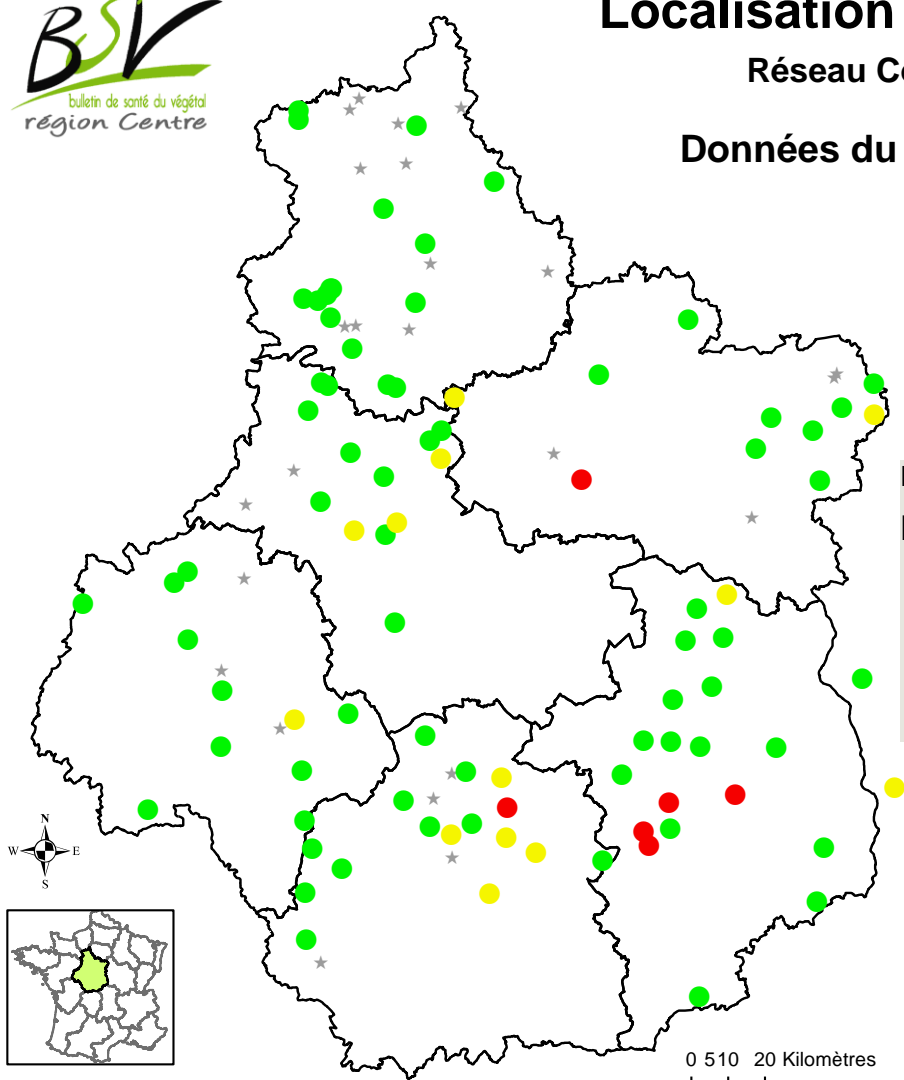 BSV
bulletin de santé du végétal
région Centre
Localisation
Réseau
Données du
N
W
E
S
0 510 20 Kilomètres